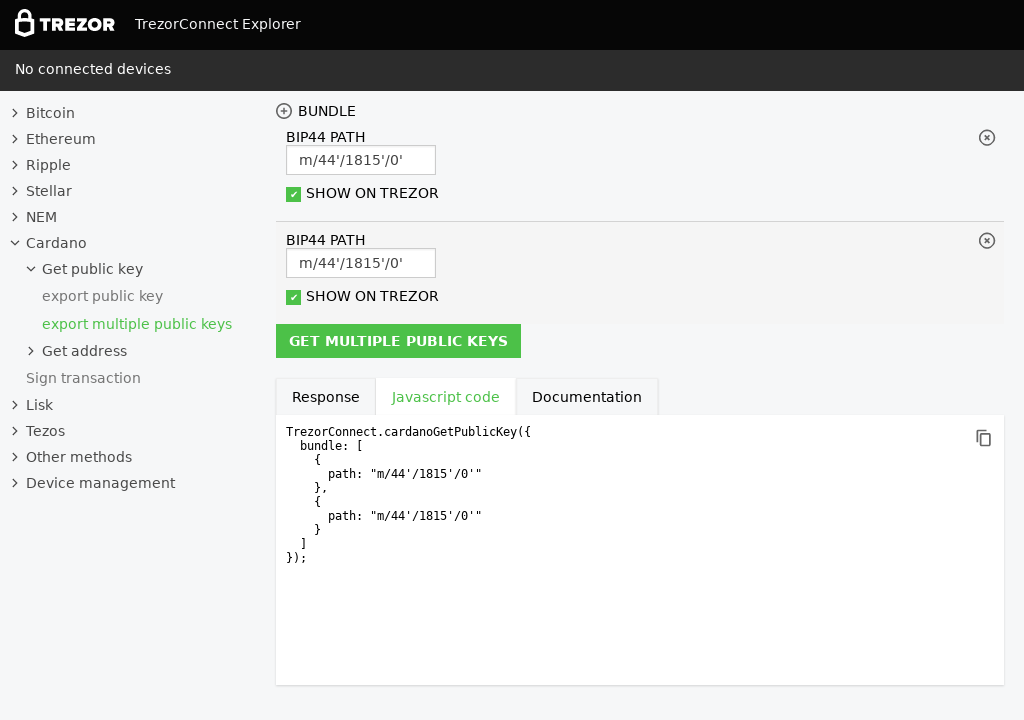 TREZOR TrezorConnect Explorer
No connected devices
Bitcoin
Ethereum
Ripple
Stellar
NEM
Cardano
Get public key
export public key
export multiple public keys
Get address
Sign transaction
Lisk
Tezos
Other methods
Device management
BUNDLE
BIP44 PATH
m/44'/1815'/0'
SHOW ON TREZOR
BIP44 PATH
m/44'/1815'/0'
SHOW ON TREZOR
GET MULTIPLE PUBLIC KEYS
Response Javascript code Documentation
TrezorConnect.cardanoGetPublicKey({
  bundle: [
    {
      path: "m/44'/1815'/0'"
    },
    {
      path: "m/44'/1815'/0'"
    }
  ]
});